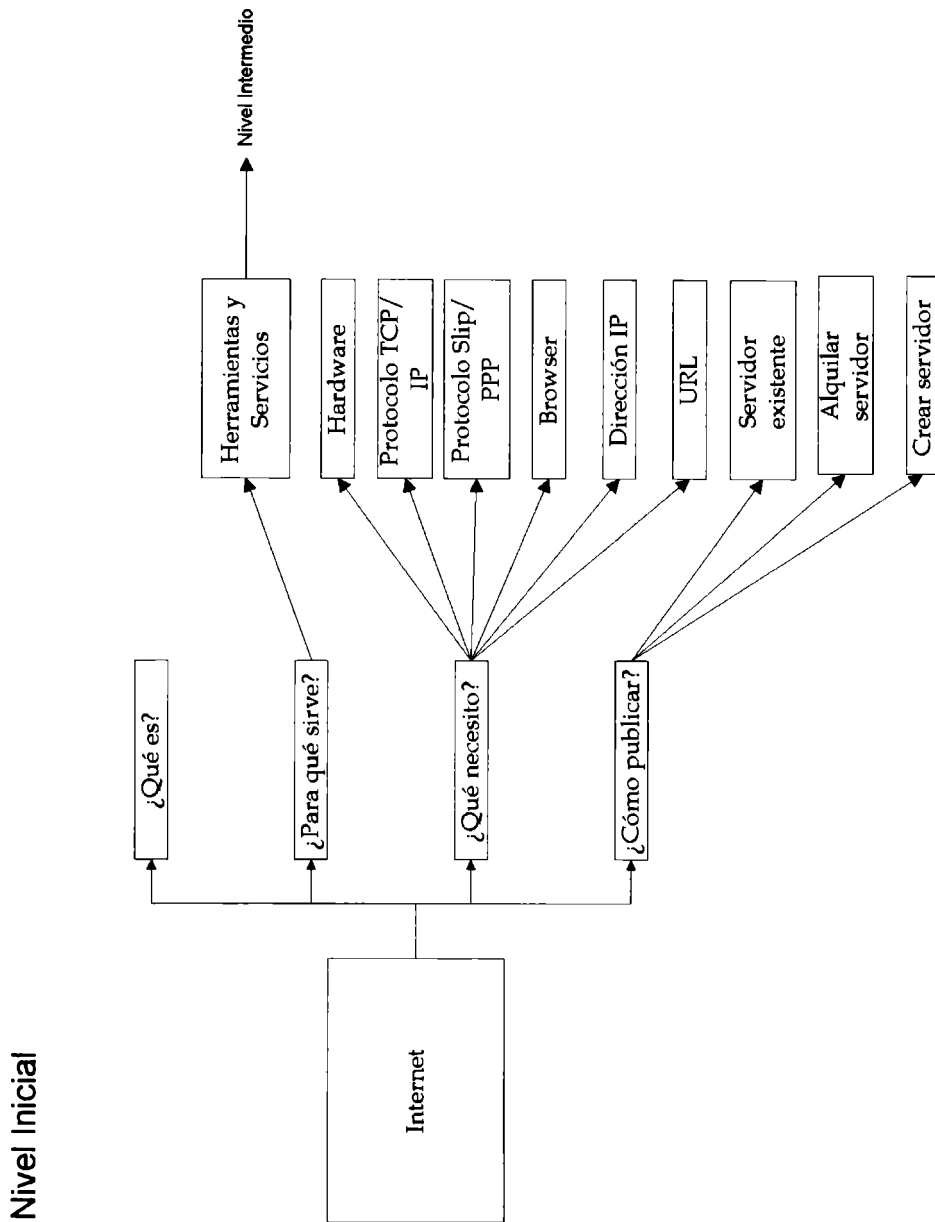 Nivel Inicial
Internet
¿Qué es?
¿Para qué sirve?
¿Qué necesito?
¿Cómo publicar?
Herramientas y
Servicios
Hardware
Protocolo TCP/
IP
Protocolo Slip/
PPP
Browser
Dirección IP
URL
Servidor
existente
Alquilar
servidor
Crear servidor
Nivel Intermedio